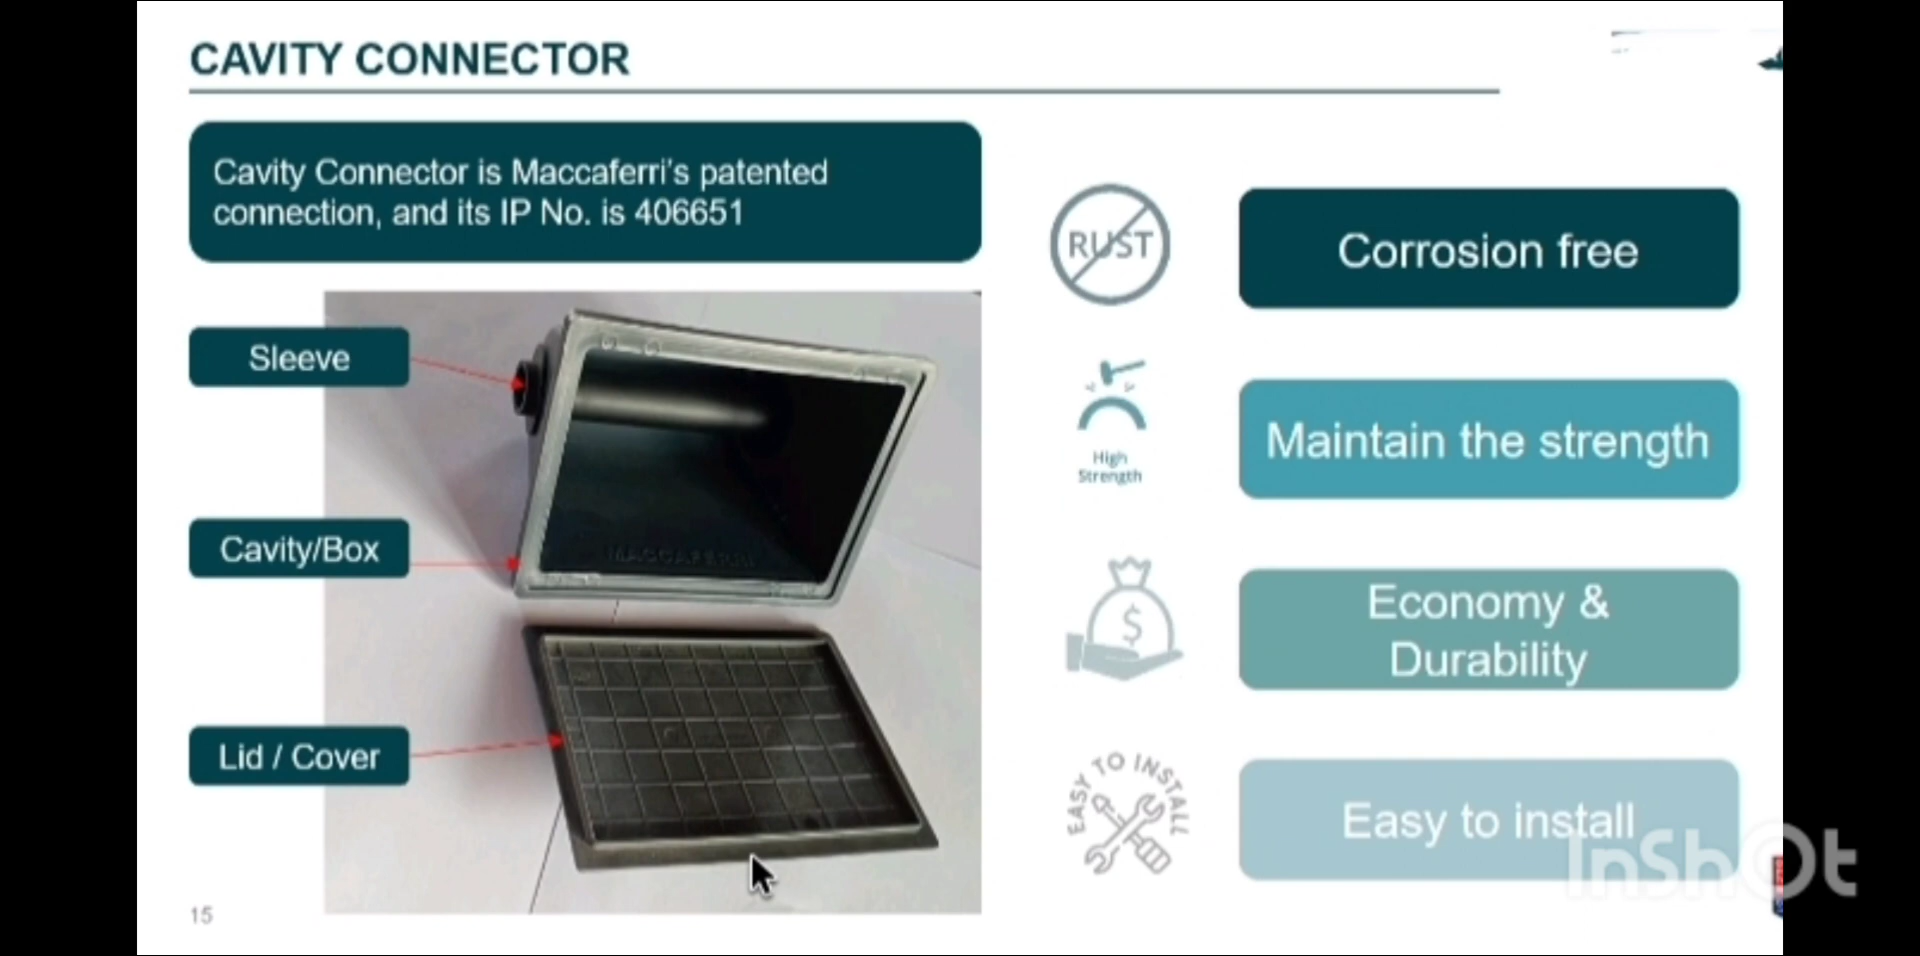 CAVITY CONNECTOR
Cavity Connector is Maccaferri's patented
connection, and its IP No. is 406651
Sleeve
Cavity/Box
Lid / Cover
MACCAFERRI
RUST
Corrosion free
High
Strength
Maintain the strength
$
Economy &
Durability
EASY TO INSTALL
Easy to install
InShOt
15